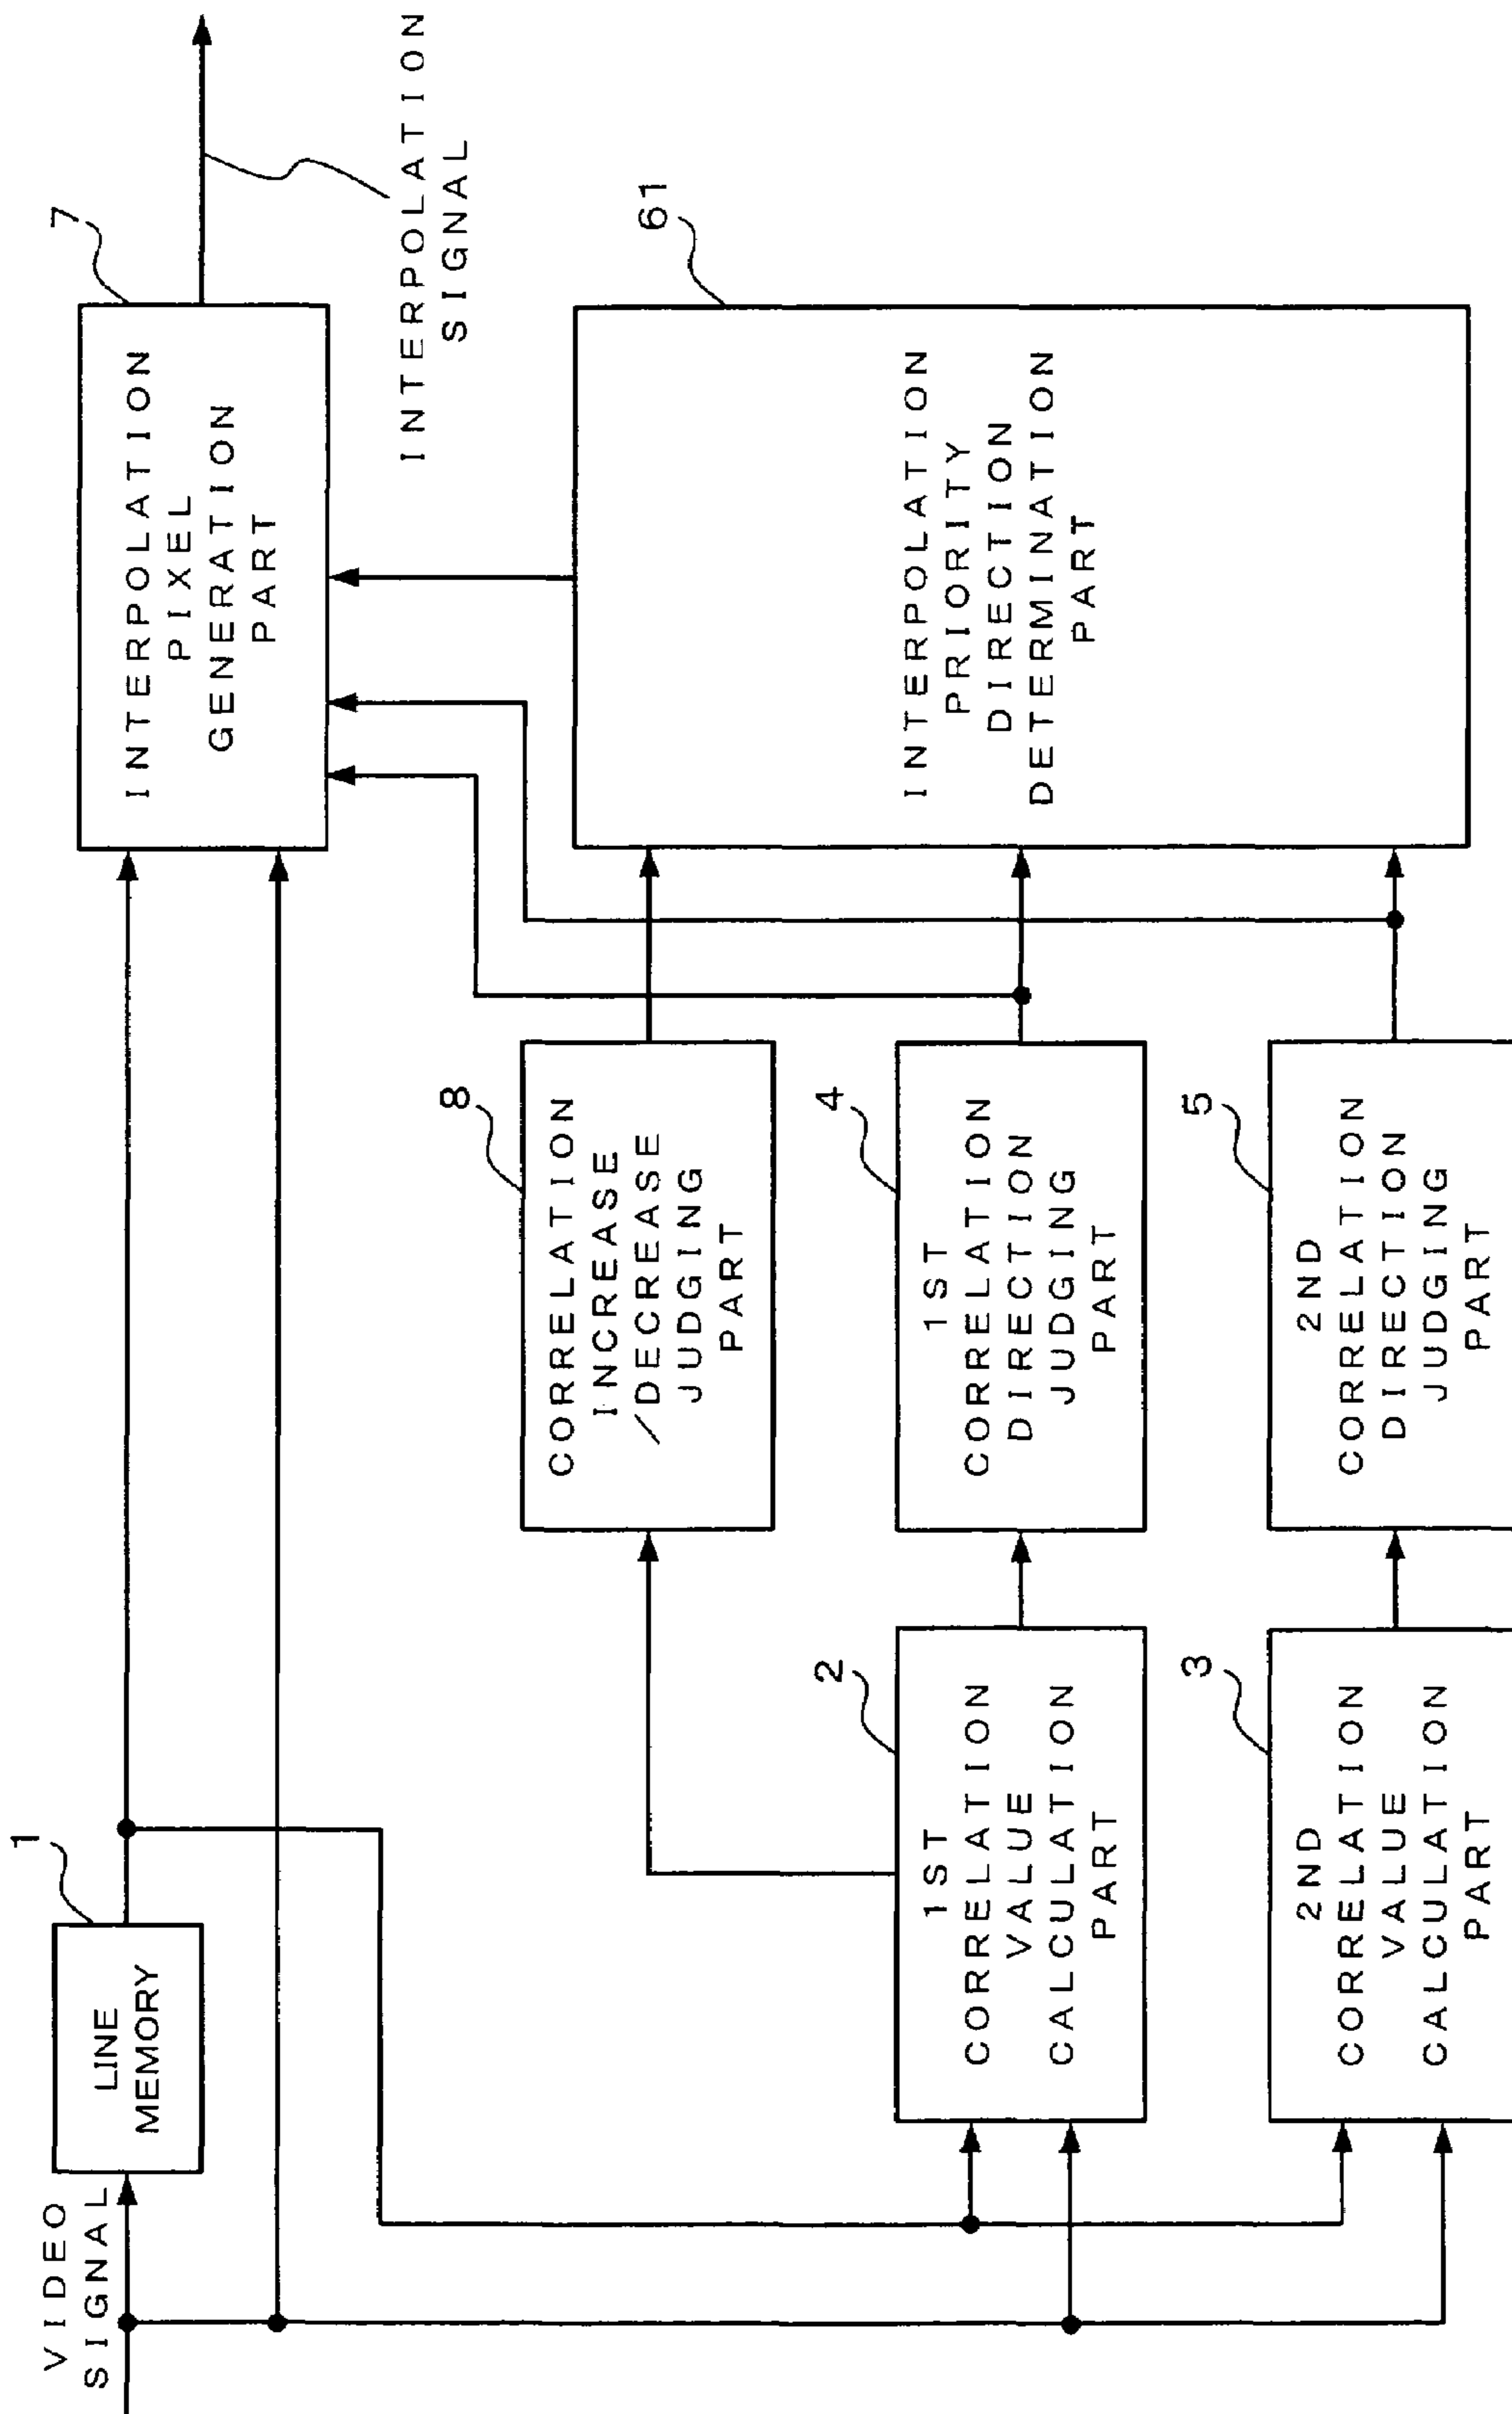 VIDEO
SIGNAL
1
LINE
MEMORY
7
INTERPOLATION
PIXEL
GENERATION
PART
INTERPOLATION
SIGNAL
8
CORRELATION
INCREASE
/DECREASE
JUDGING
PART
61
INTERPOLATION
PRIORITY
DIRECTION
DETERMINATION
PART
2
1ST
CORRELATION
VALUE
CALCULATION
PART
4
1ST
CORRELATION
DIRECTION
JUDGING
PART
3
2ND
CORRELATION
VALUE
CALCULATION
PART
5
2ND
CORRELATION
DIRECTION
JUDGING
PART